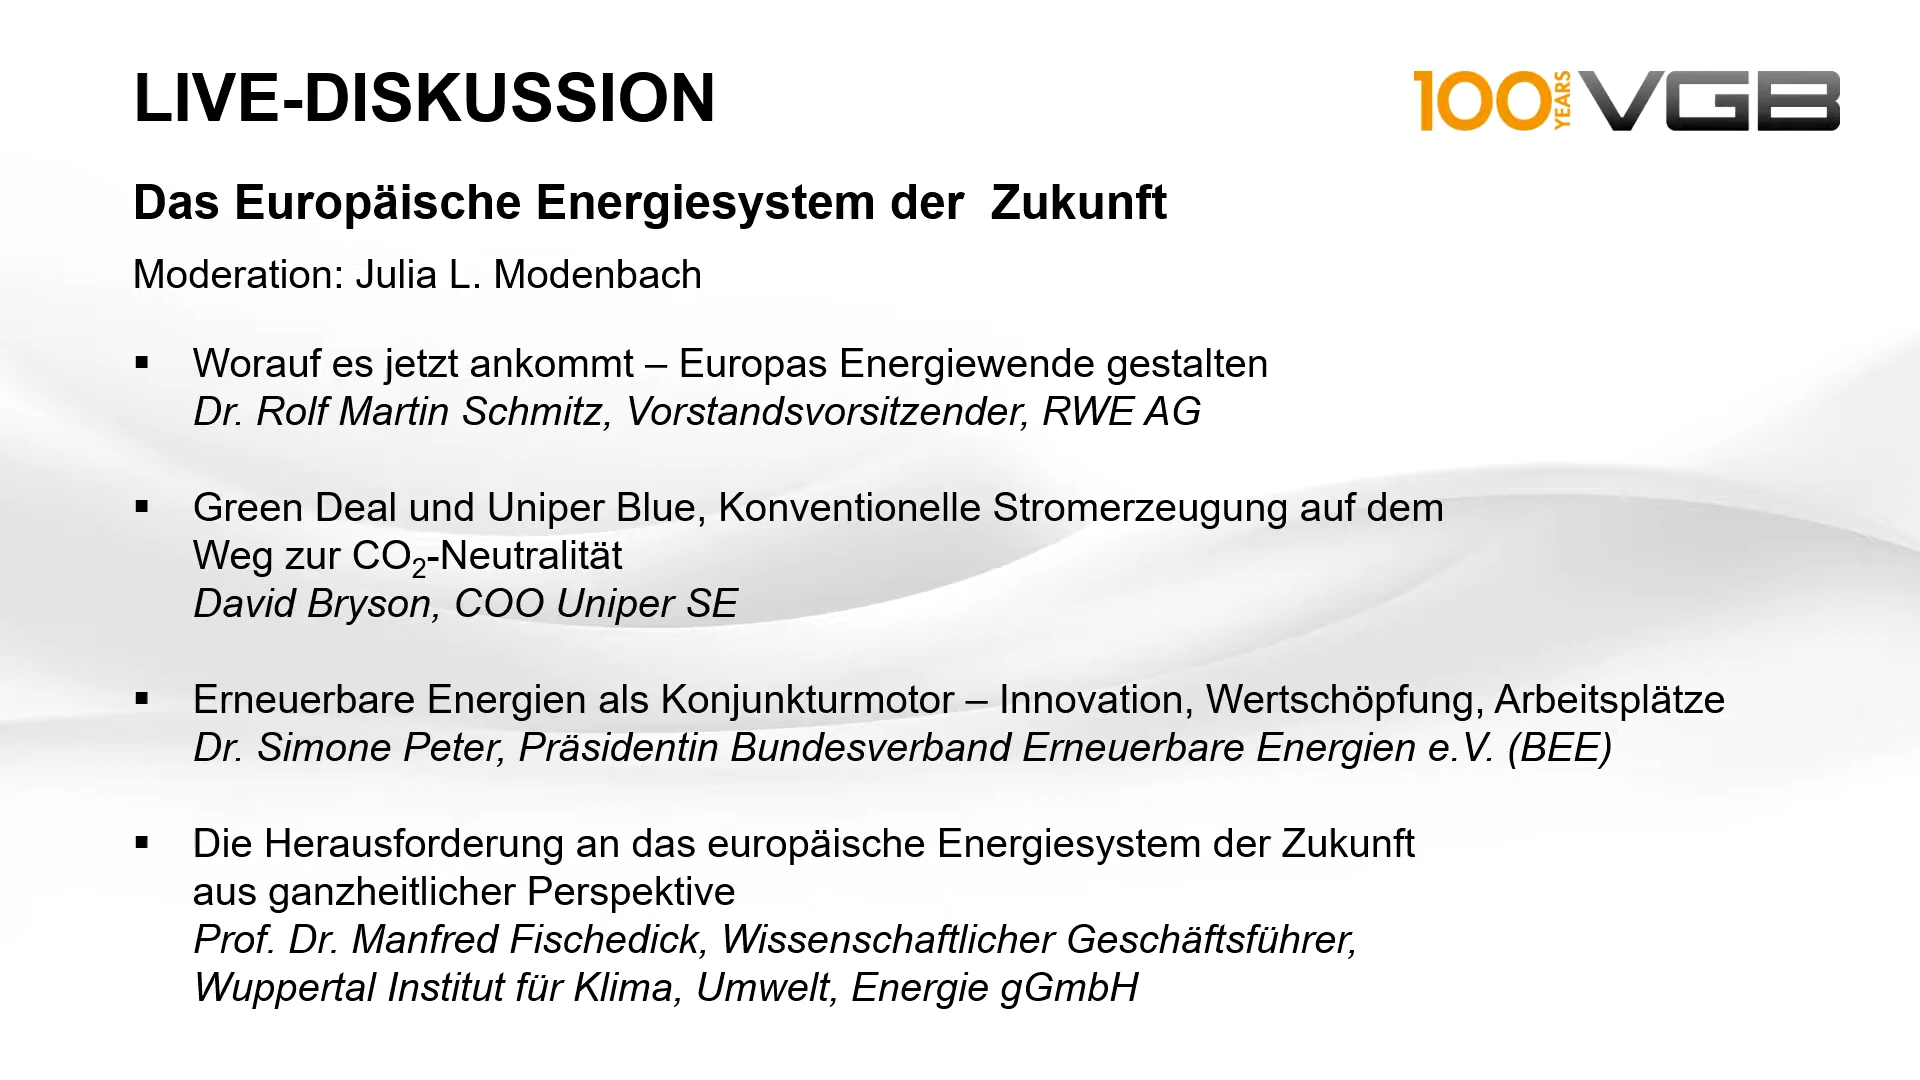 LIVE-DISKUSSION
100 YEARS VGB
Das Europäische Energiesystem der  Zukunft
Moderation: Julia L. Modenbach
▪ Worauf es jetzt ankommt – Europas Energiewende gestalten
Dr. Rolf Martin Schmitz, Vorstandsvorsitzender, RWE AG
▪ Green Deal und Uniper Blue, Konventionelle Stromerzeugung auf dem
Weg zur CO₂-Neutralität
David Bryson, COO Uniper SE
▪ Erneuerbare Energien als Konjunkturmotor – Innovation, Wertschöpfung, Arbeitsplätze
Dr. Simone Peter, Präsidentin Bundesverband Erneuerbare Energien e.V. (BEE)
▪ Die Herausforderung an das europäische Energiesystem der Zukunft
aus ganzheitlicher Perspektive
Prof. Dr. Manfred Fischedick, Wissenschaftlicher Geschäftsführer,
Wuppertal Institut für Klima, Umwelt, Energie gGmbH